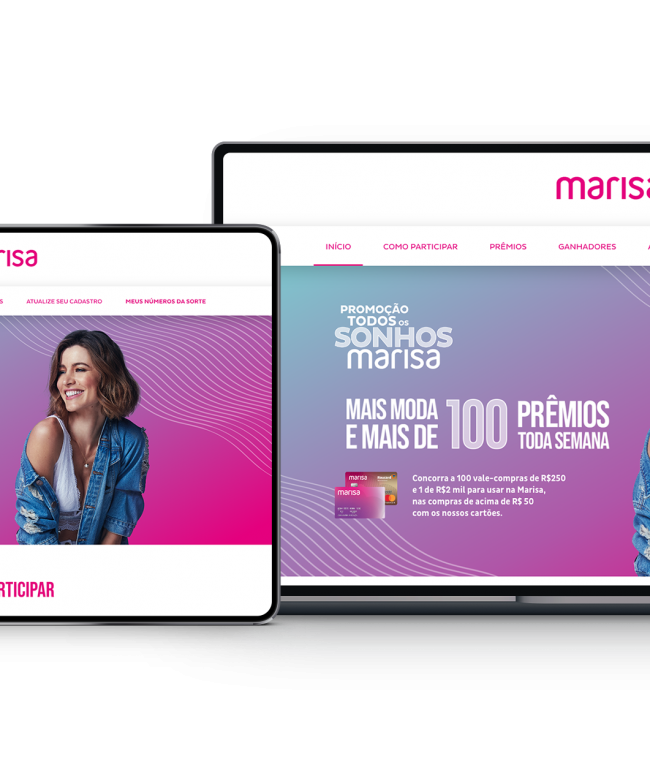 marisa
INÍCIO
COMO PARTICIPAR
PRÊMIOS
GANHADORES
PROMOÇÃO
TODOS OS
SONHOS
marisa
MAIS MODA
E MAIS DE
100
PRÊMIOS
TODA SEMANA
marisa
marisa
Concorra a 100 vale-compras de R$250
e 1 de R$2 mil para usar na Marisa,
nas compras de acima de R$ 50
com os nossos cartões.
risa
S
ATUALIZE SEU CADASTRO
MEUS NÚMEROS DA SORTE
RTICIPAR